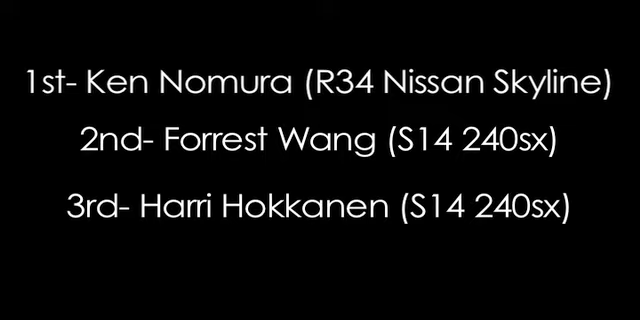 1st- Ken Nomura (R34 Nissan Skyline)
2nd- Forrest Wang (S14 240sx)
3rd- Harri Hokkanen (S14 240sx)